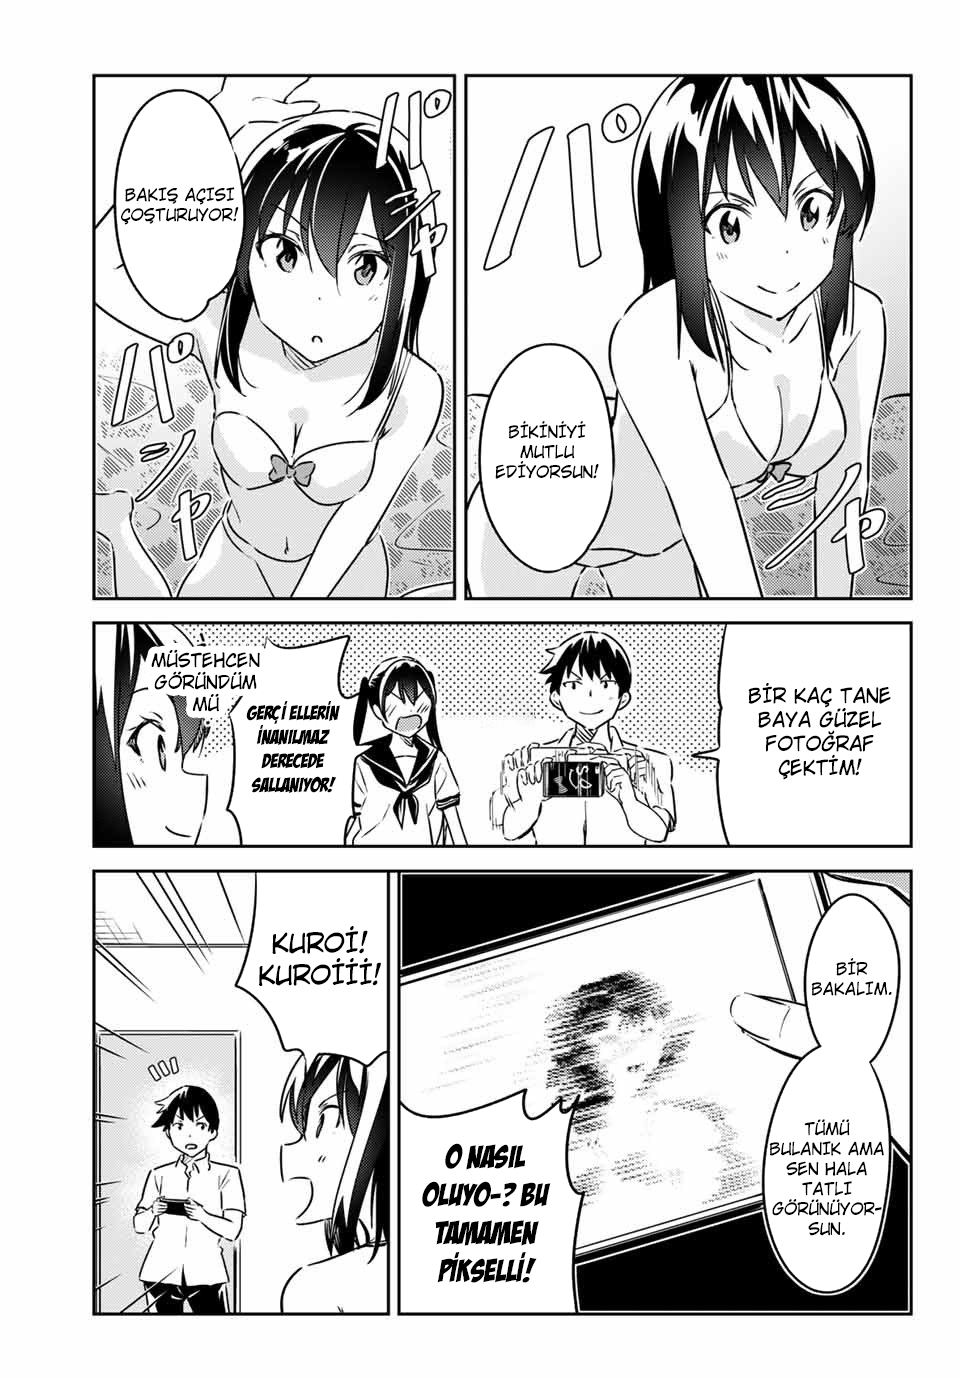 パシャ
BİKİNİYİ
MUTLU
EDİYORSUN!
パシャ
BAKIŞ AÇISI
ÇOŞTURUYOR!
パシャ
BİR KAÇ TANE
BAYA GÜZEL
FOTOĞRAF
ÇEKTİM!
GERÇİ ELLERİN
İNANILMAZ
DERECEDE
SALLANIYOR!
MÜSTEHCEN
GÖRÜNDÜM
MÜ
BİR
BAKALIM.
TÜMÜ
BULANIK AMA
SEN HALA
TATLI
GÖRÜNÜYOR-
SUN.
O NASIL
OLUYO-? BU
TAMAMEN
PİKSELLİ!
KUROİ!
KUROİİİ!